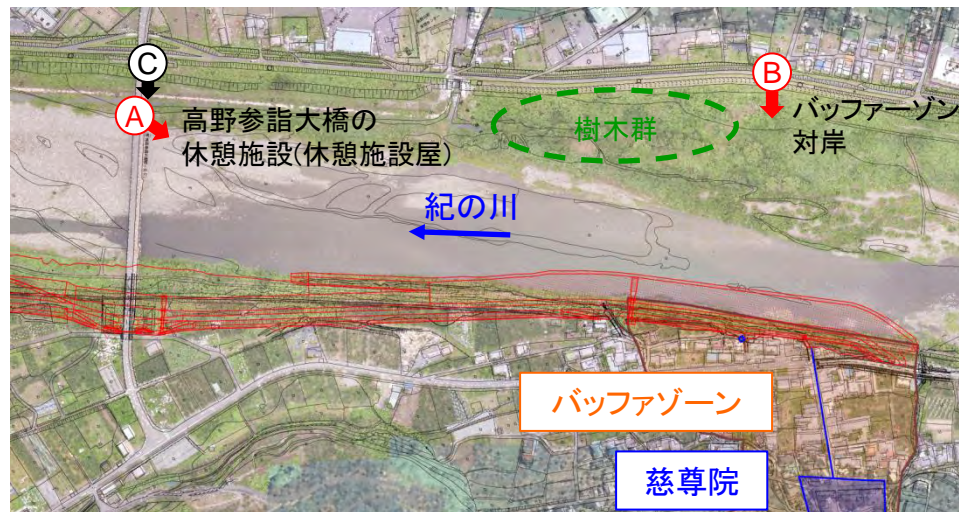 C
A
高野参詣大橋の
休憩施設(休憩施設屋)
樹木群
B
バッファーゾン
対岸
紀の川
バッファゾーン
慈尊院